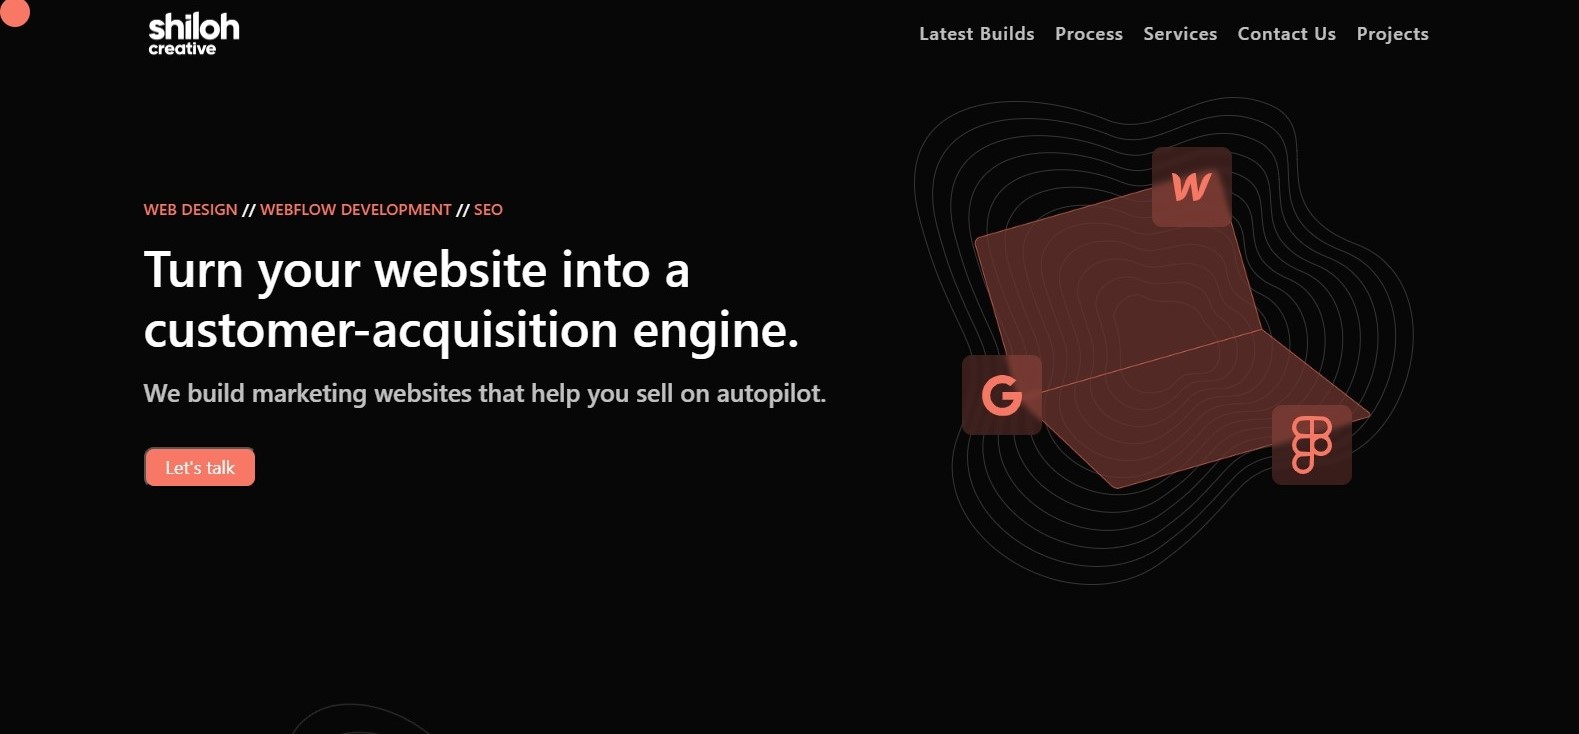 shiloh
creative
Latest Builds Process Services Contact Us Projects
WEB DESIGN // WEBFLOW DEVELOPMENT // SEO
Turn your website into a
customer-acquisition engine.
We build marketing websites that help you sell on autopilot.
Let's talk
W
G